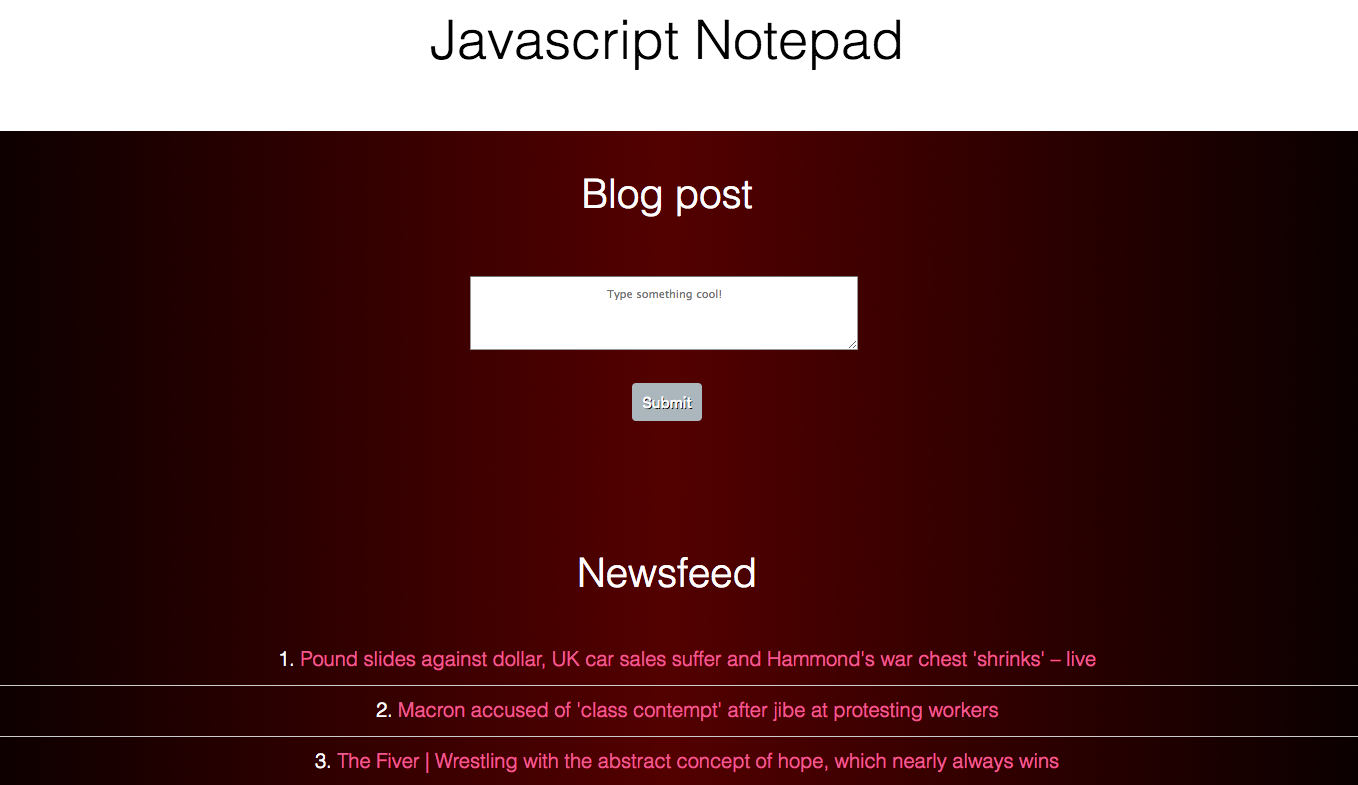 Javascript Notepad
Blog post
Type something cool!
Submit
Newsfeed
1. Pound slides against dollar, UK car sales suffer and Hammond's war chest 'shrinks' – live
2. Macron accused of 'class contempt' after jibe at protesting workers
3. The Fiver | Wrestling with the abstract concept of hope, which nearly always wins